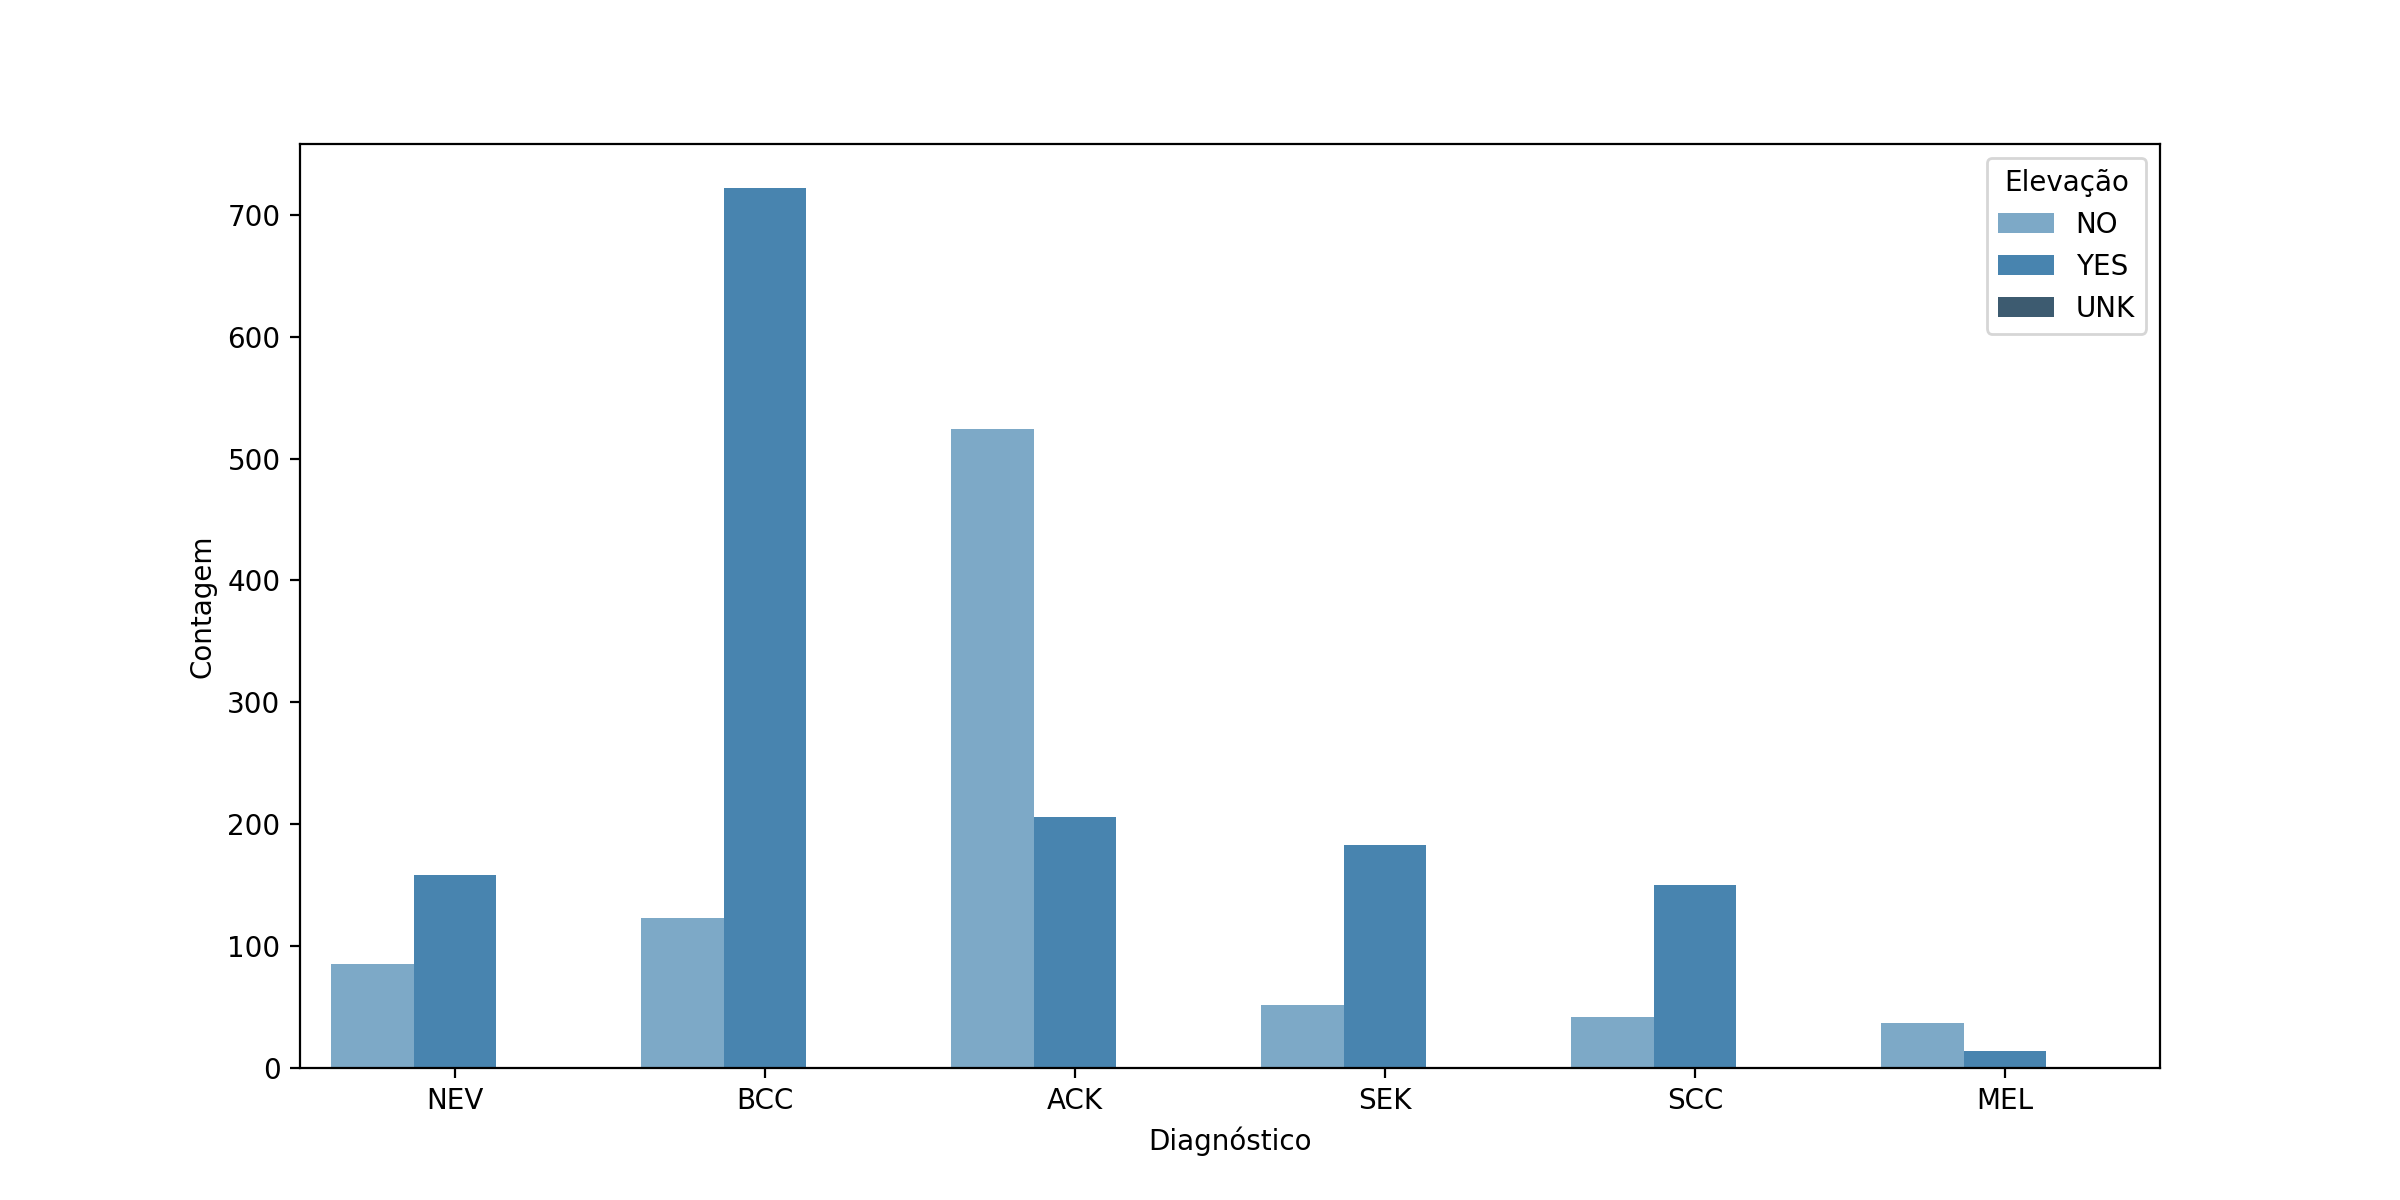 Elevação
NO
YES
UNK
700
600
500
400
300
200
100
0
Contagem
NEV BCC ACK SEK SCC MEL
Diagnóstico